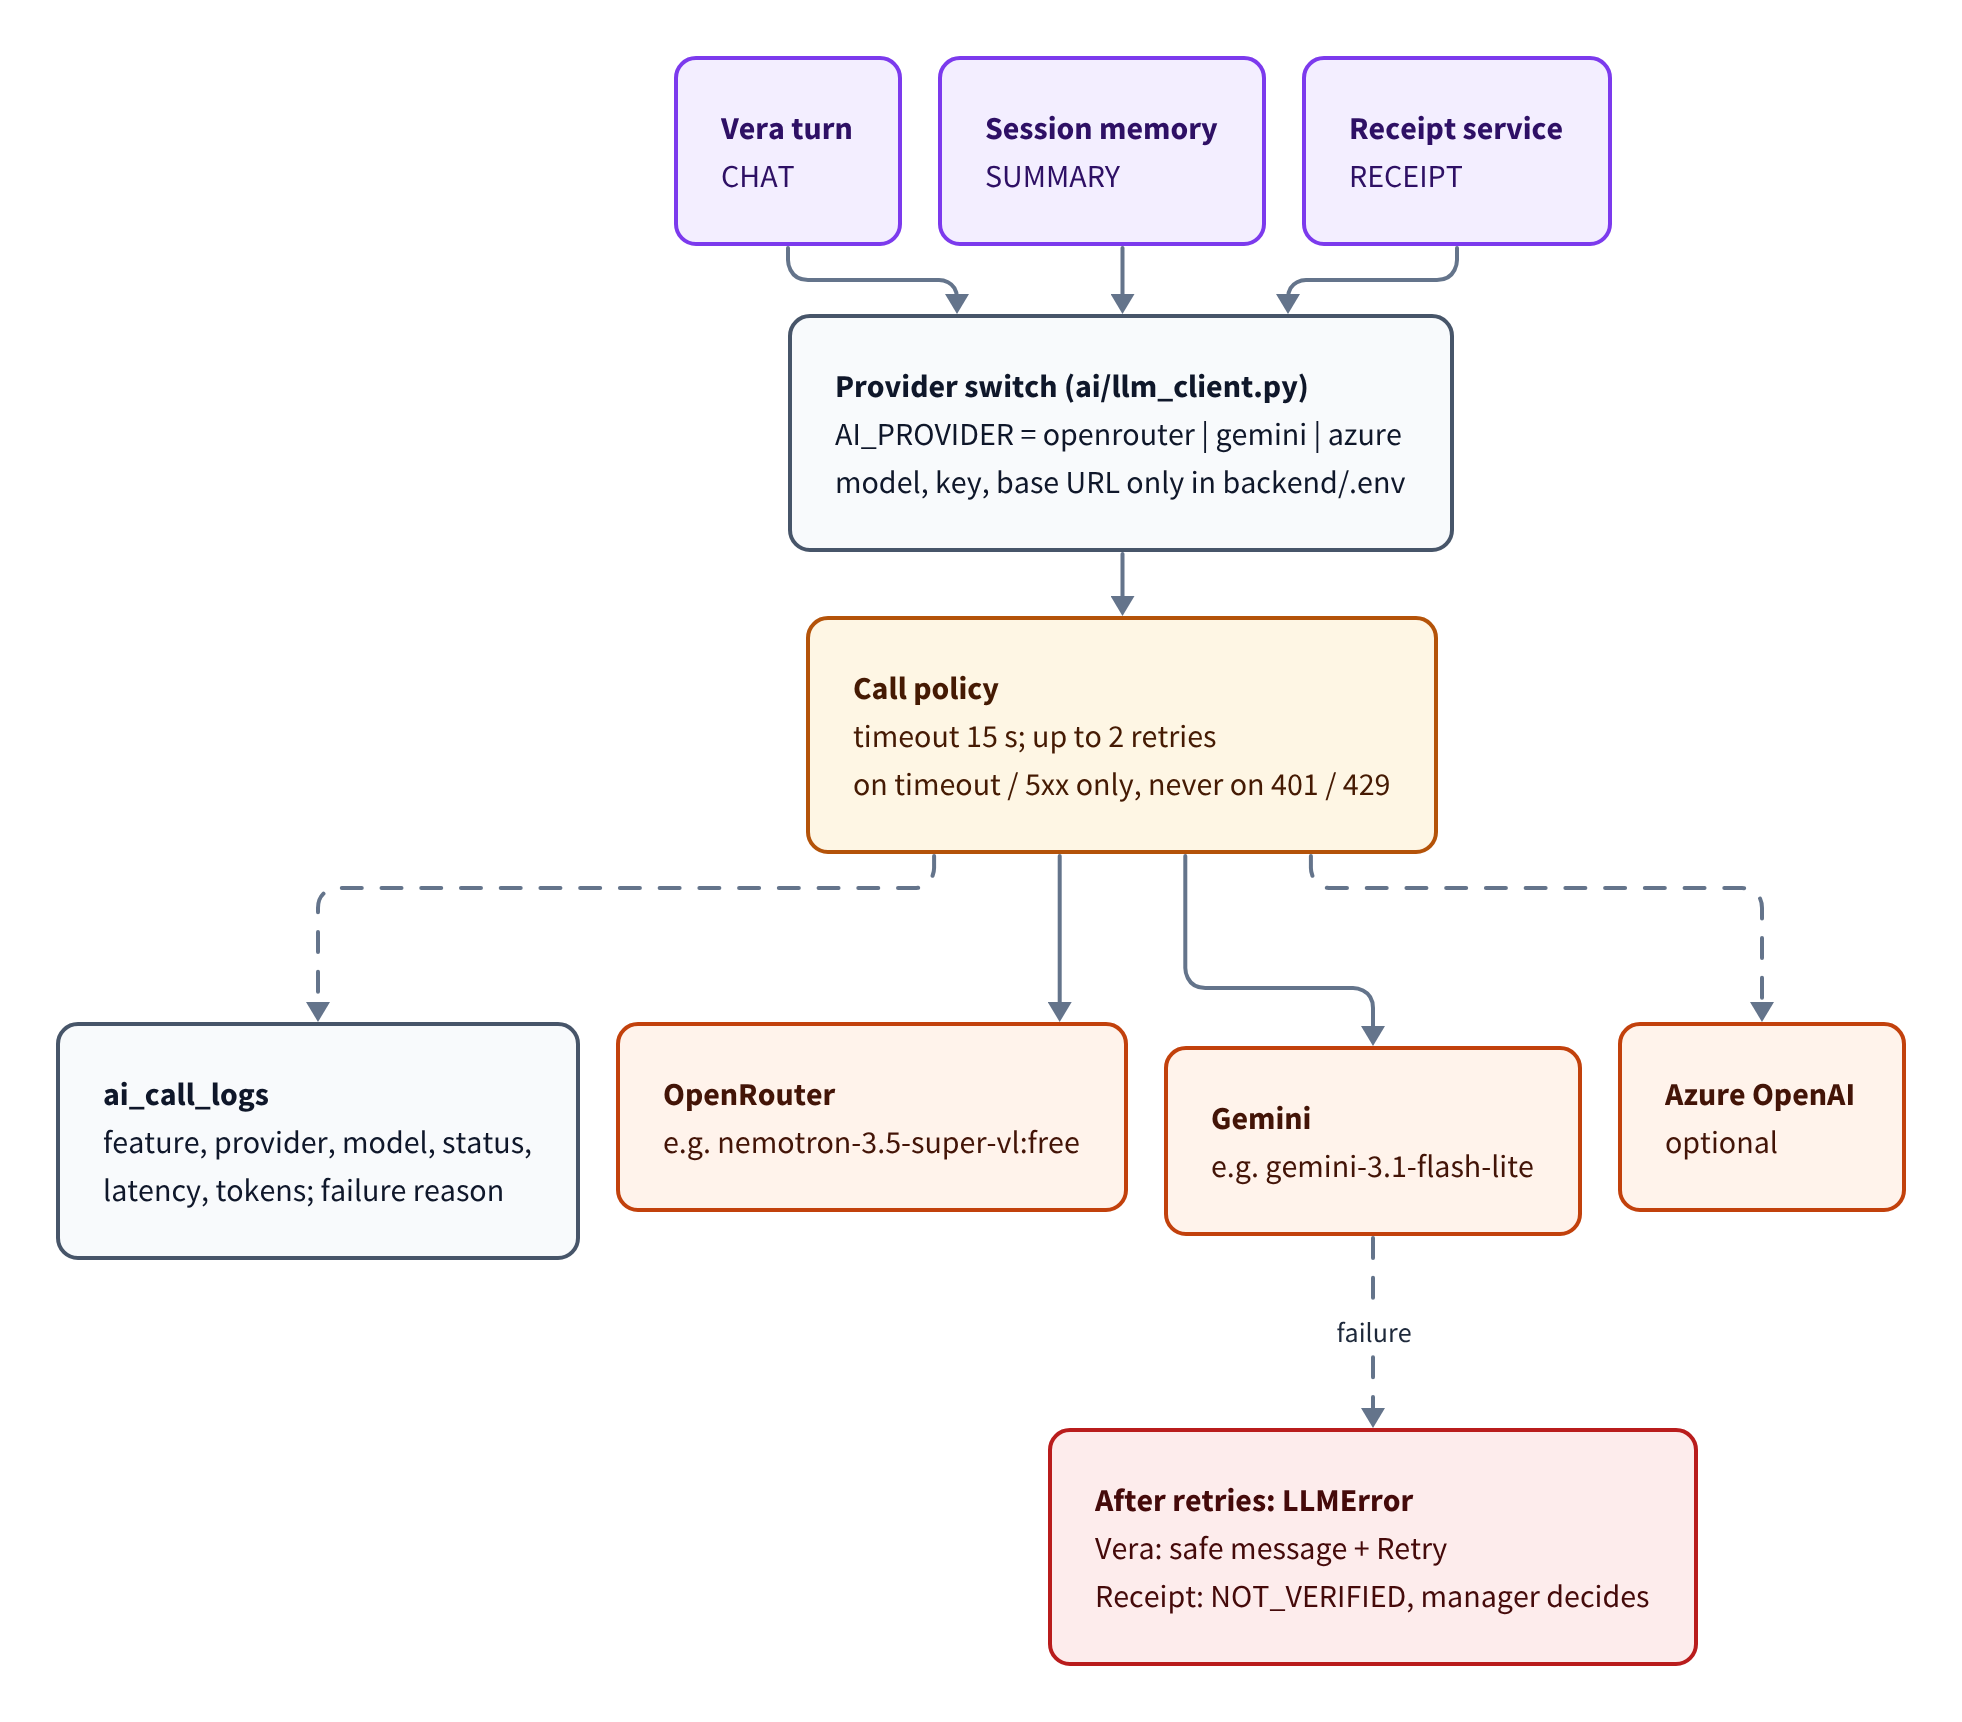 Vera turn
CHAT
Session memory
SUMMARY
Receipt service
RECEIPT
Provider switch (ai/llm_client.py)
AI_PROVIDER = openrouter | gemini | azure
model, key, base URL only in backend/.env
Call policy
timeout 15 s; up to 2 retries
on timeout / 5xx only, never on 401 / 429
ai_call_logs
feature, provider, model, status,
latency, tokens; failure reason
OpenRouter
e.g. nemotron-3.5-super-vl:free
Gemini
e.g. gemini-3.1-flash-lite
Azure OpenAI
optional
failure
After retries: LLMError
Vera: safe message + Retry
Receipt: NOT_VERIFIED, manager decides